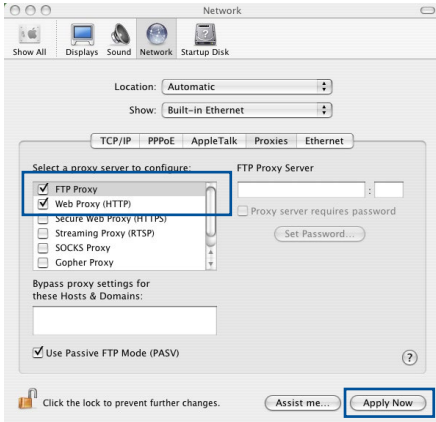 Network
Show All Displays Sound Network Startup Disk
Location: Automatic
Show: Built-in Ethernet
TCP/IP PPPoE AppleTalk Proxies Ethernet
Select a proxy server to configure: FTP Proxy Server
FTP Proxy :
Web Proxy (HTTP) Proxy server requires password
Secure Web Proxy (HTTPS)
Streaming Proxy (RTSP) Set Password...
SOCKS Proxy
Gopher Proxy
Bypass proxy settings for
these Hosts & Domains:
Use Passive FTP Mode (PASV) ?
Click the lock to prevent further changes. Assist me... Apply Now